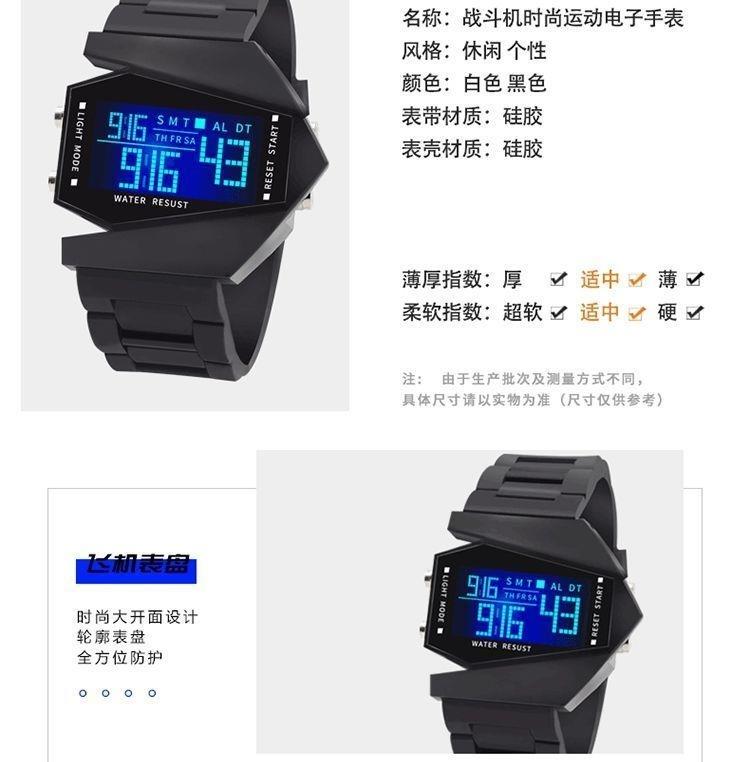 名称：战斗机时尚运动电子手表
风格：休闲 个性
颜色：白色 黑色
表带材质：硅胶
表壳材质：硅胶
LIGHT MODE
9:16 SMT AL DT
TH FR SA
9:16 43
RESET START
WATER RESUST
薄厚指数：厚 适中 薄
柔软指数：超软 适中 硬
注： 由于生产批次及测量方式不同，
具体尺寸请以实物为准（尺寸仅供参考）
飞机表盘
时尚大开面设计
轮廓表盘
全方位防护
LIGHT MODE
9:16 SMT AL DT
TH FR SA
9:16 43
RESET START
WATER RESUST